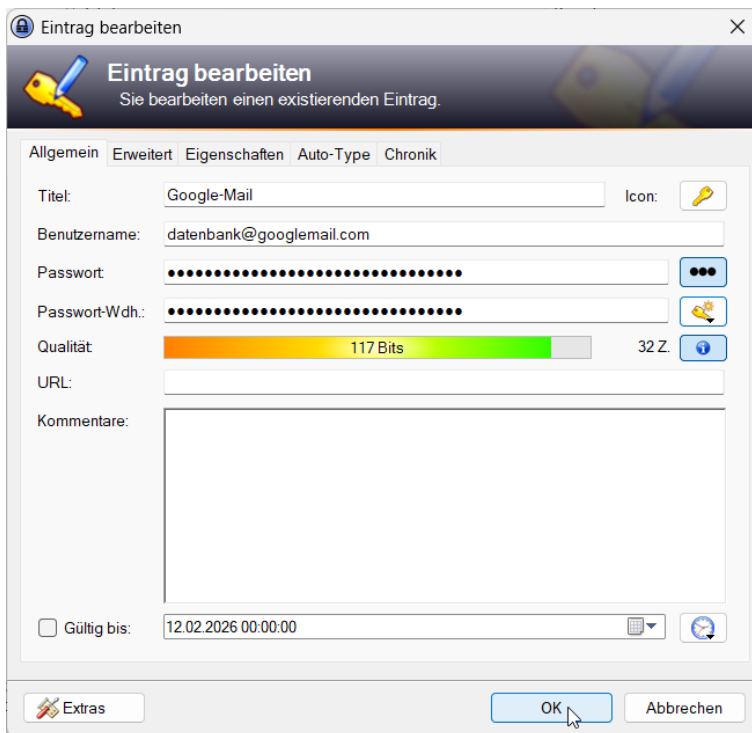 Eintrag bearbeiten
Eintrag bearbeiten
Sie bearbeiten einen existierenden Eintrag.
Allgemein Erweitert Eigenschaften Auto-Type Chronik
Titel: Google-Mail Icon:
Benutzername: datenbank@googlemail.com
Passwort: ●●●●●●●●●●●●●●●●●●●●●●●●●●●●●●●● ●●●
Passwort-Wdh.: ●●●●●●●●●●●●●●●●●●●●●●●●●●●●●●●●
Qualität: 117 Bits 32 Z.
URL:
Kommentare:
Gültig bis: 12.02.2026 00:00:00
Extras OK Abbrechen